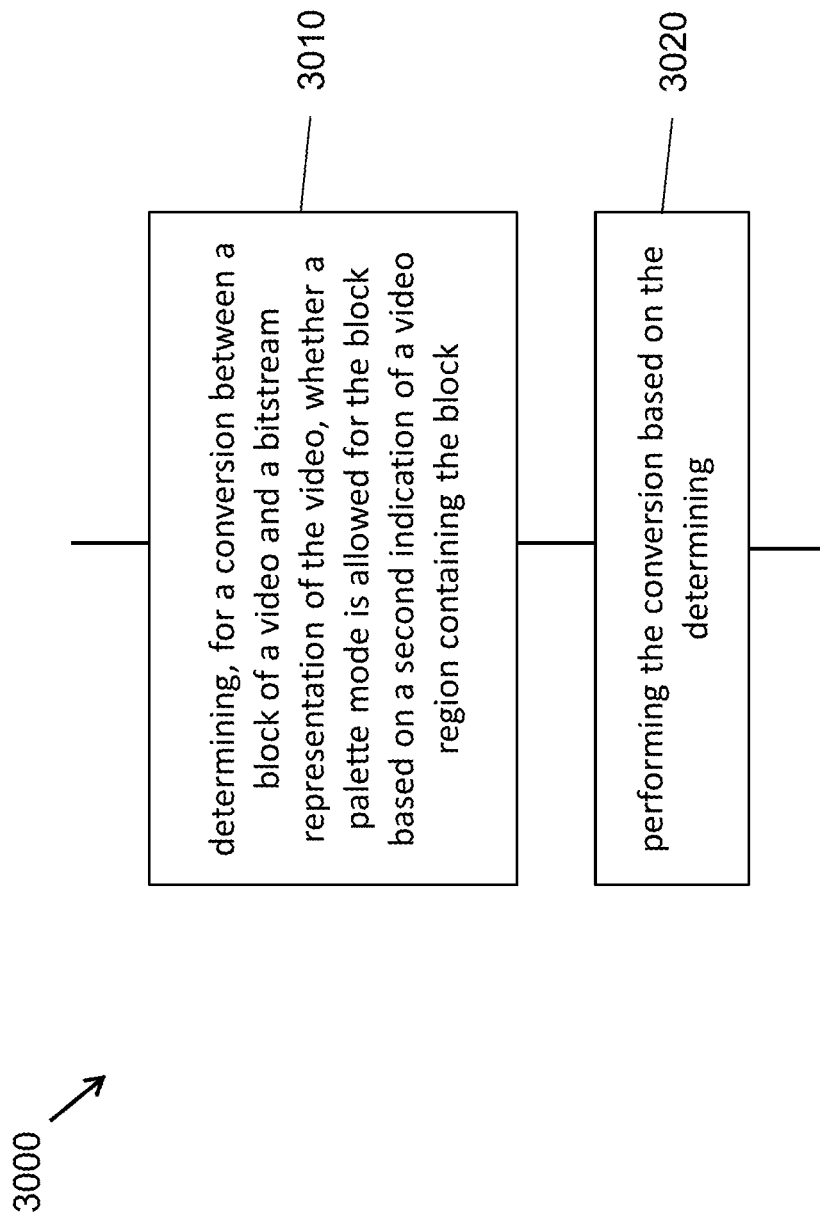 3000
determining, for a conversion between a
block of a video and a bitstream
representation of the video, whether a
palette mode is allowed for the block
based on a second indication of a video
region containing the block
3010
performing the conversion based on the
determining
3020